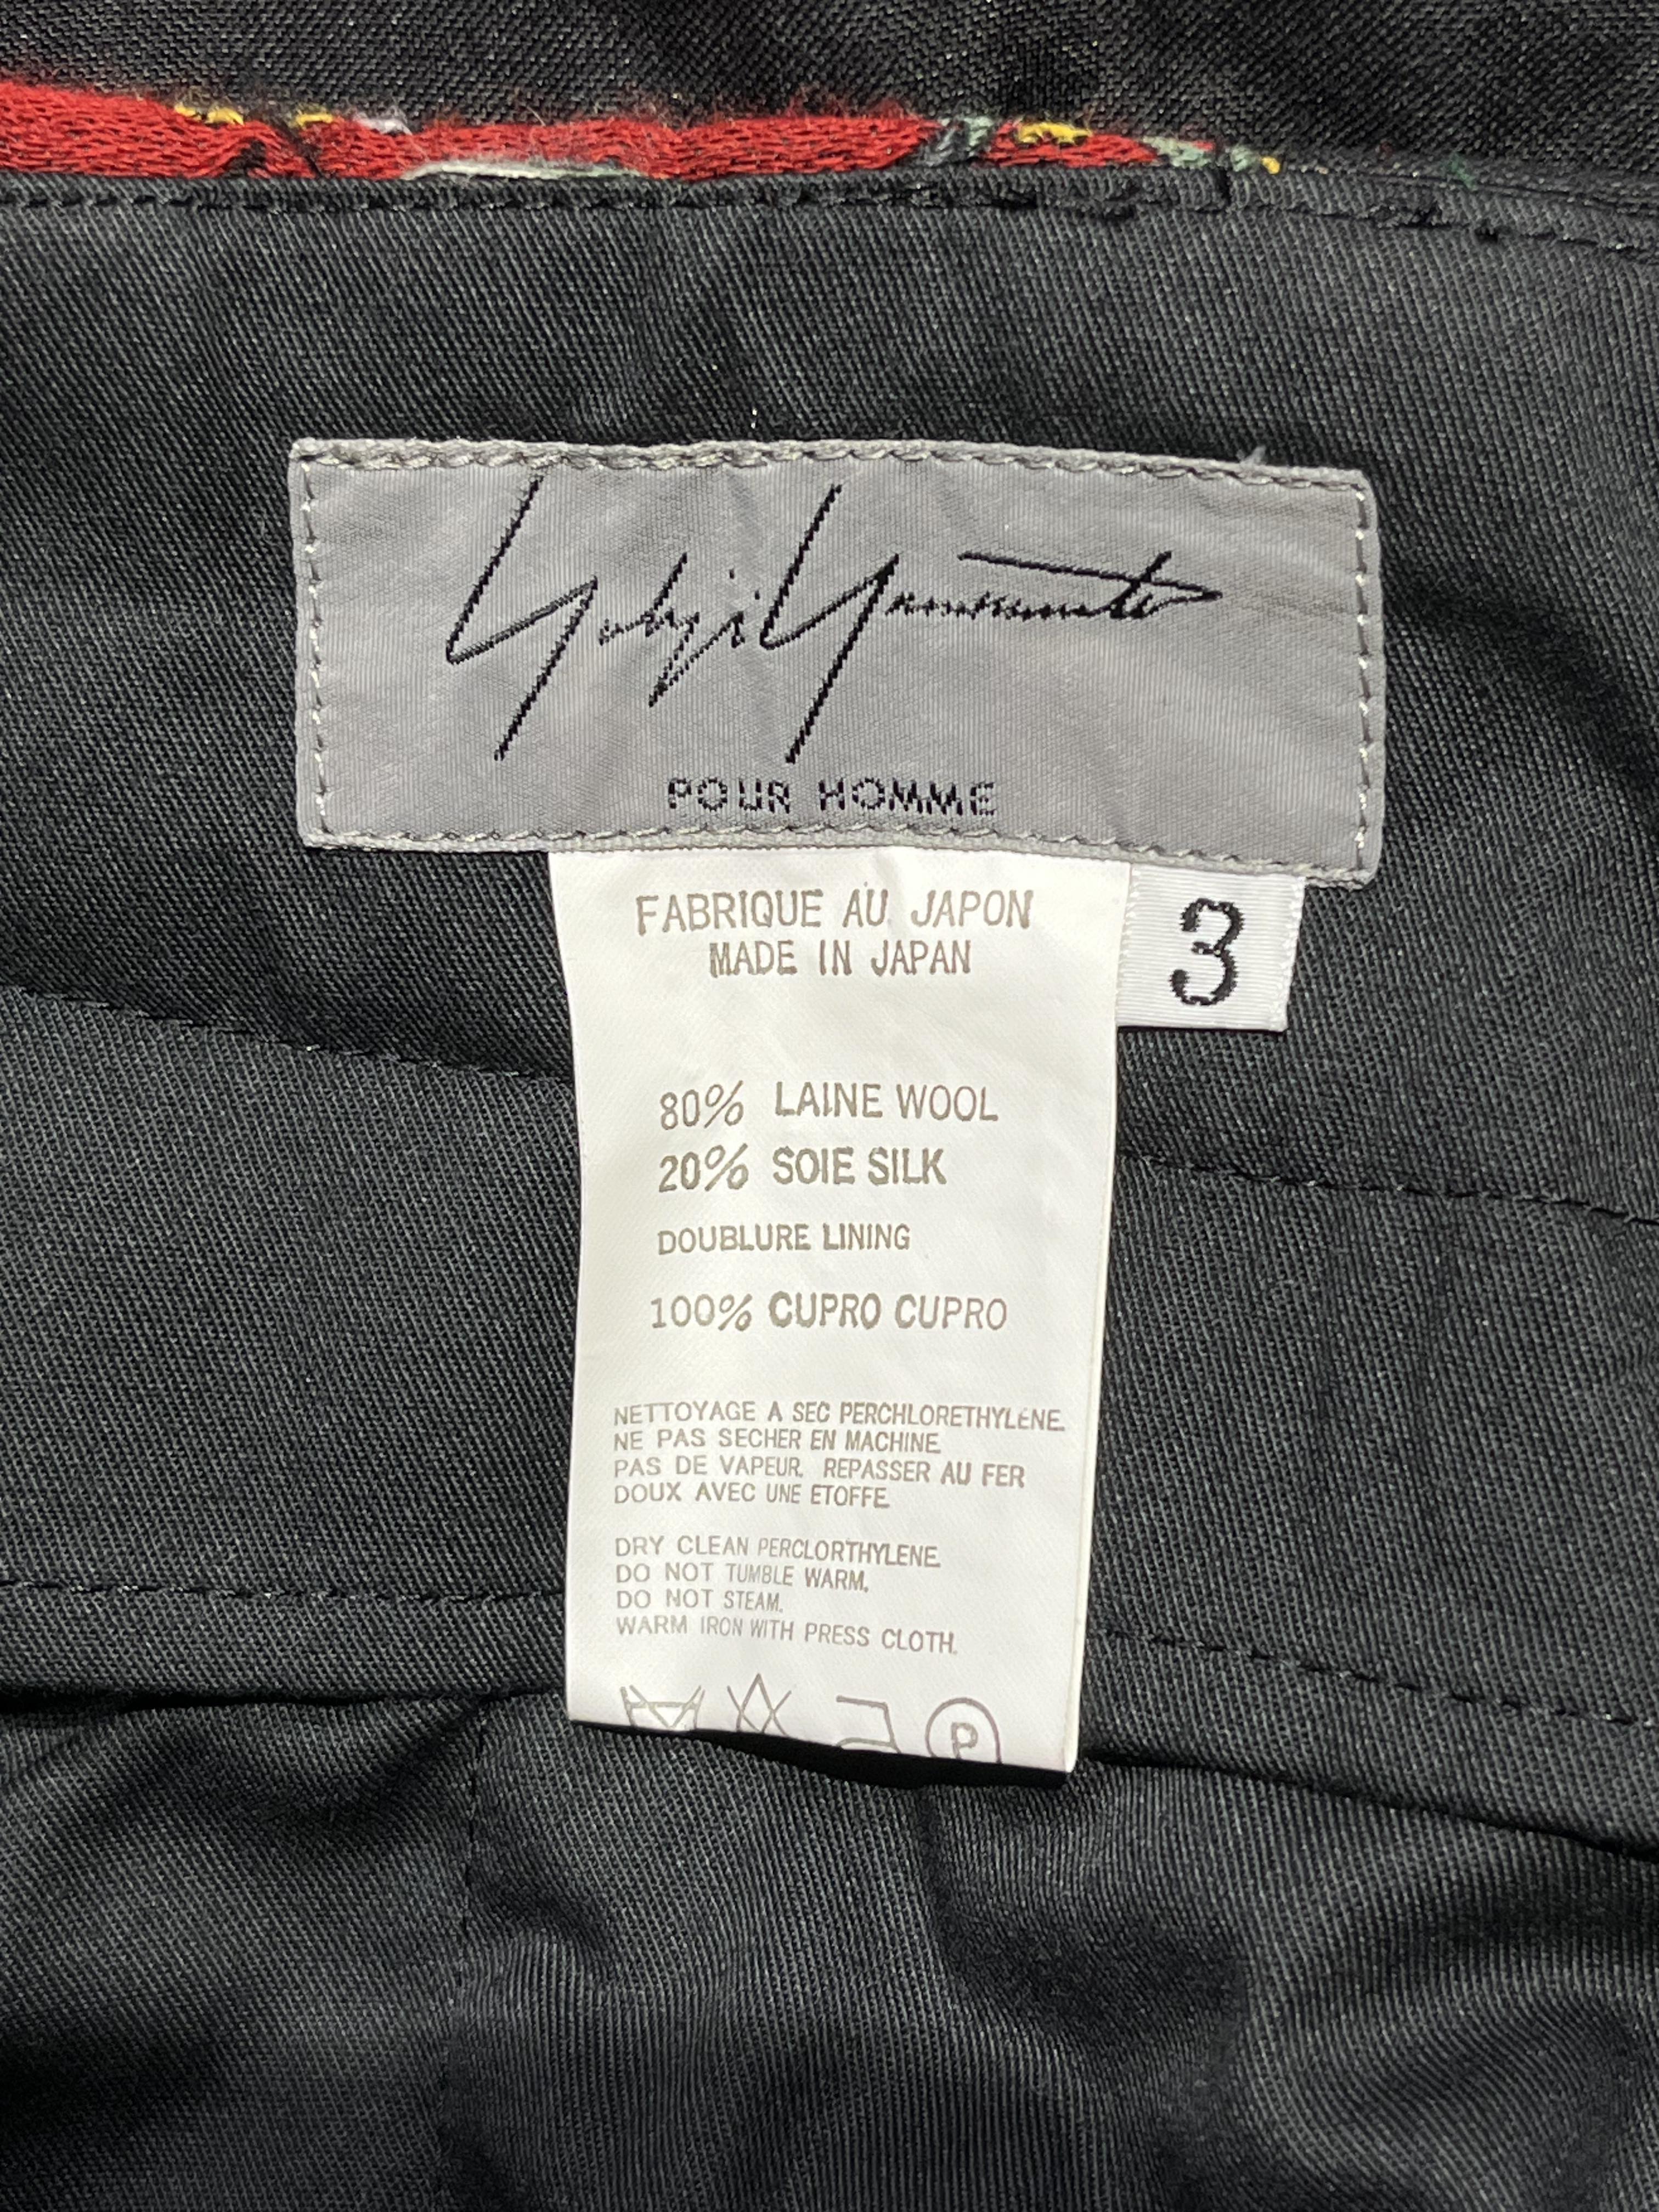 Yohji Yamamoto
POUR HOMME
FABRIQUE AU JAPON
MADE IN JAPAN
3
80% LAINE WOOL
20% SOIE SILK
DOUBLURE LINING
100% CUPRO CUPRO
NETTOYAGE A SEC PERCHLORETHYLENE.
NE PAS SECHER EN MACHINE
PAS DE VAPEUR. REPASSER AU FER
DOUX AVEC UNE ETOFFE
DRY CLEAN PERCLORTHYLENE.
DO NOT TUMBLE WARM.
DO NOT STEAM.
WARM IRON WITH PRESS CLOTH.
P